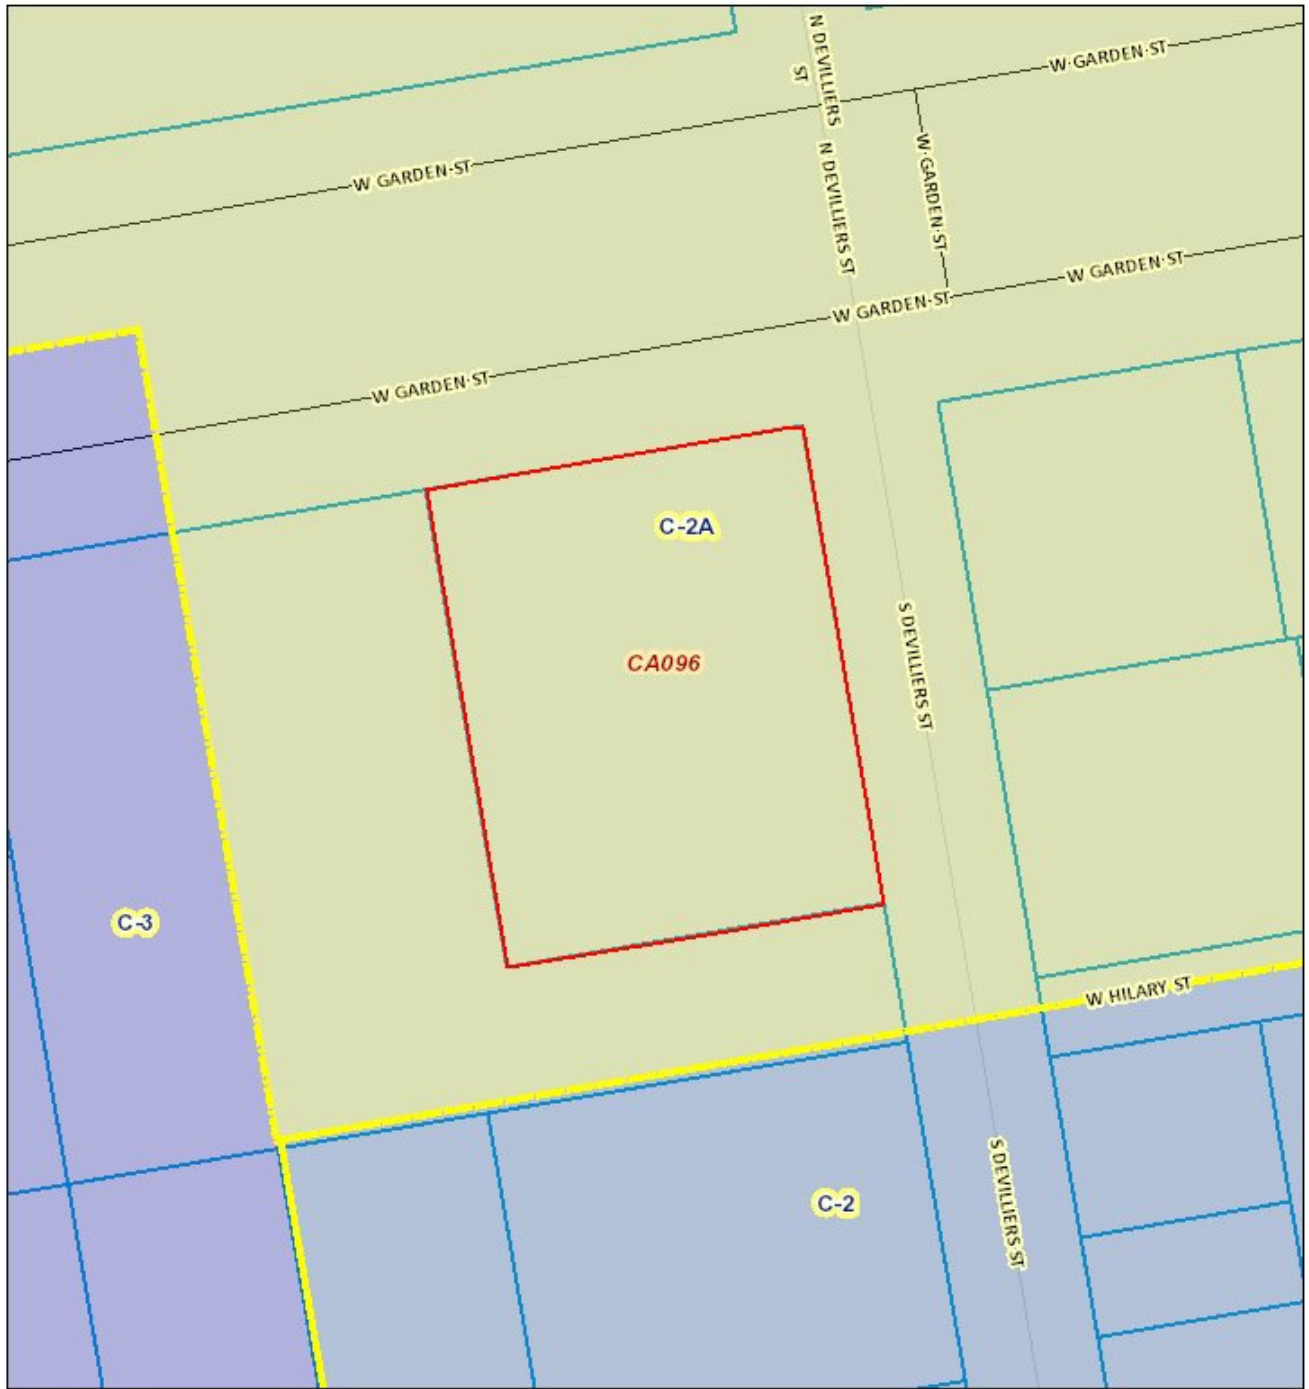 N DEVILLIERS
ST
W GARDEN ST
W GARDEN ST
W GARDEN ST
N DEVILLIERS ST
W GARDEN ST
W GARDEN ST
W GARDEN ST
C-2A
CA096
S DEVILLIERS ST
C-3
W HILARY ST
C-2
S DEVILLIERS ST